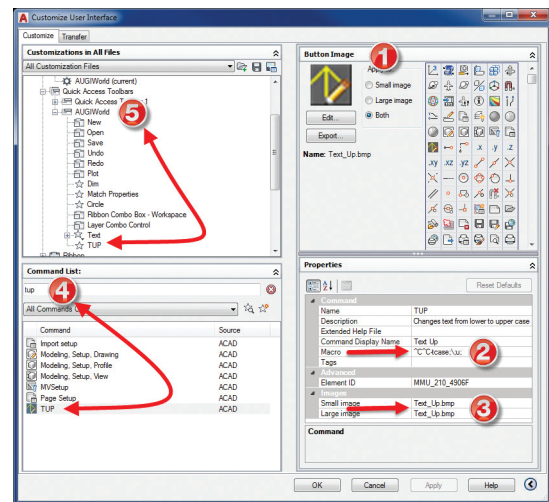 Customize User Interface
Customize Transfer
Customizations in All Files
All Customization Files
AUGIWorld (current)
Quick Access Toolbars
AUGIWorld
New
Open
Save
Undo
Redo
Plot
Dim
Match Properties
Circle
Ribbon Combo Box - Workspace
Layer Combo Control
Text
TUP
Ribbon
5
Command List:
tup
4
All Commands
Command Source
Import setup ACAD
Modeling, Setup, Drawing ACAD
Modeling, Setup, Profile ACAD
Modeling, Setup, View ACAD
MVSetup ACAD
Page Setup ACAD
TUP ACAD
Button Image
1
Small image
Large image
Both
Edit...
Export...
Name: Text_Up.bmp
.x .y .z
.xy .xz .yz
Properties
Reset Defaults
Command
Name TUP
Description Changes text from lower to upper case
Extended Help File
Command Display Name Text Up
Macro ^C^C+tcase;\;u;
2
Tags
Advanced
Element ID MMU_210_4906F
Images
Small image Text_Up.bmp
Large image Text_Up.bmp
3
Command
OK Cancel Apply Help